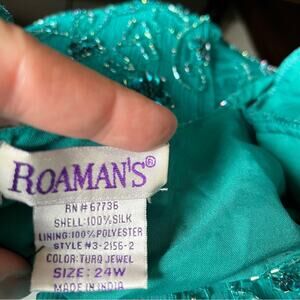 ROAMAN'S®
RN # 67736
SHELL: 100% SILK
LINING: 100% POLYESTER
STYLE #3-2156-2
COLOR: TURQ JEWEL
SIZE: 24W
MADE IN INDIA